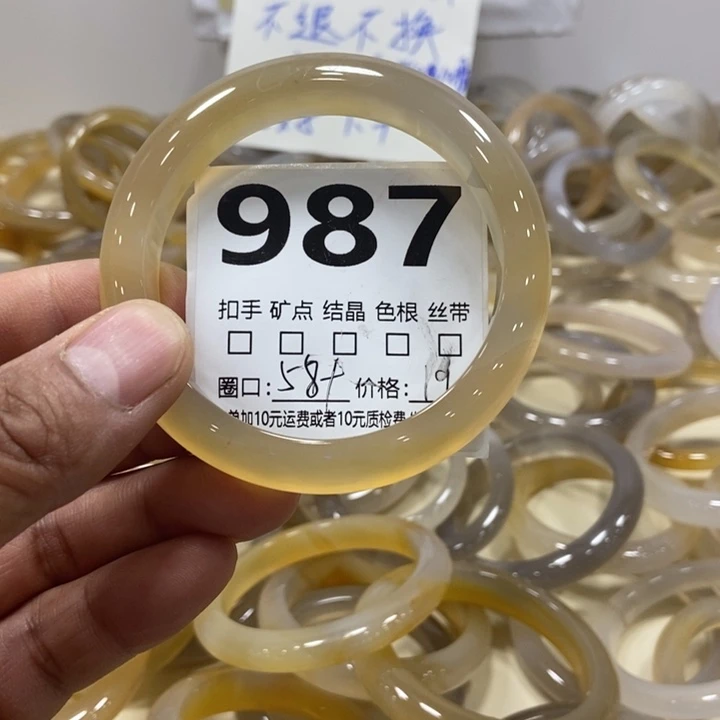 不退不换
987
扣手 矿点 结晶 色根 丝带
□ □ □ □ □
圈口:58+ 价格:19
单加10元运费或者10元质检费